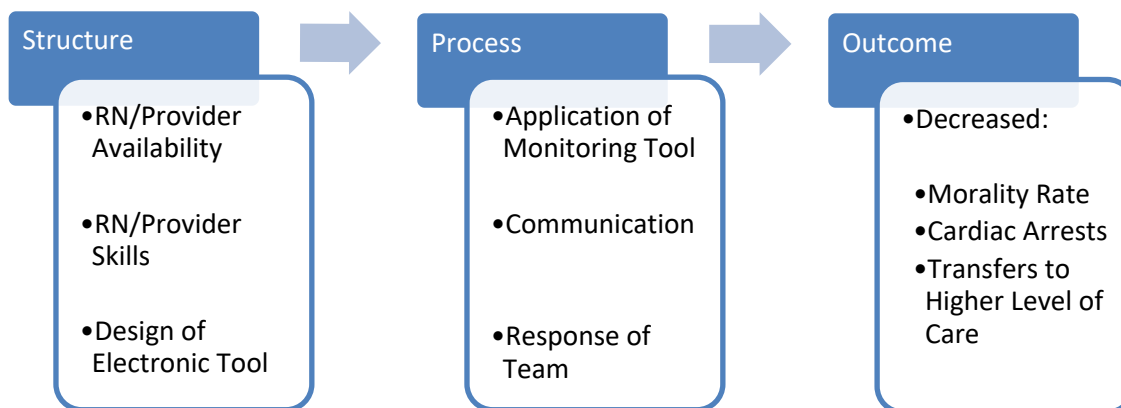 Structure
•RN/Provider
Availability
•RN/Provider
Skills
•Design of
Electronic Tool
Process
•Application of
Monitoring Tool
•Communication
•Response of
Team
Outcome
•Decreased:
•Morality Rate
•Cardiac Arrests
•Transfers to
Higher Level of
Care